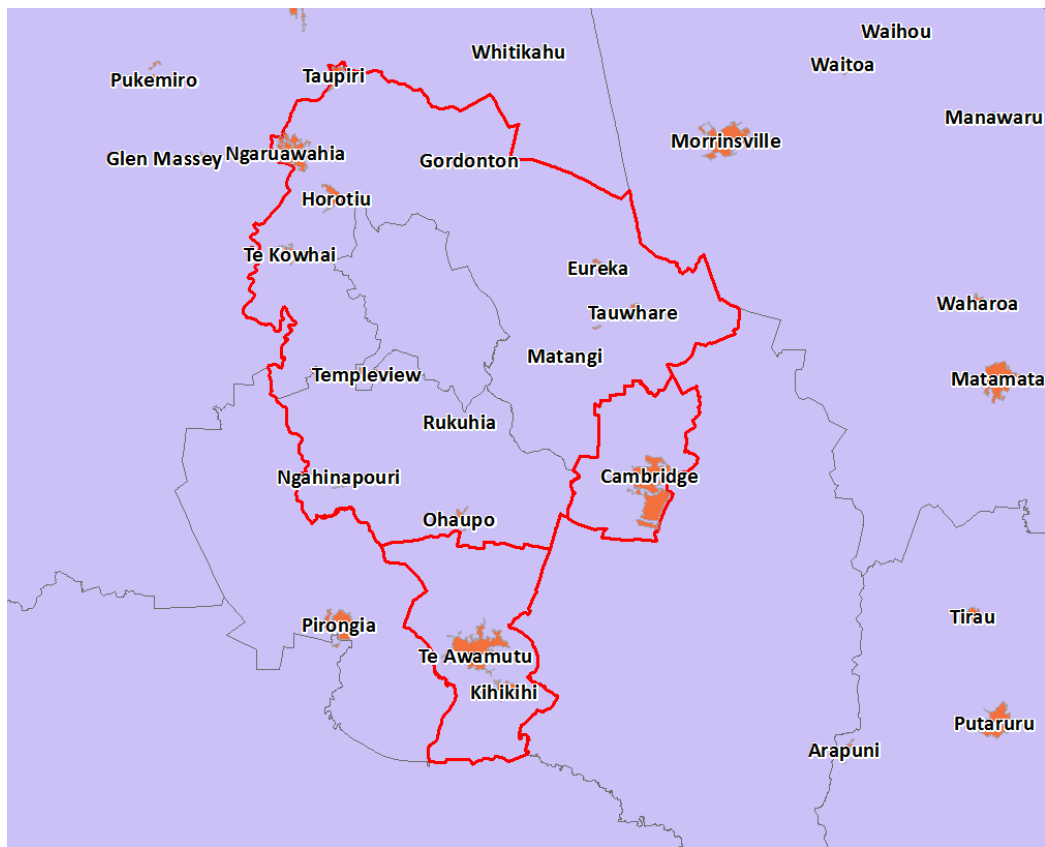 Waihou
Whitikahu
Waitoa
Pukemiro
Taupiri
Manawaru
Morrinsville
Glen Massey
Ngaruawahia
Gordonton
Horotiu
Te Kowhai
Eureka
Waharoa
Tauwhare
Matangi
Templeview
Matamata
Rukuhia
Ngahinapouri
Cambridge
Ohaupo
Tirau
Pirongia
Te Awamutu
Kihikihi
Putaruru
Arapuni